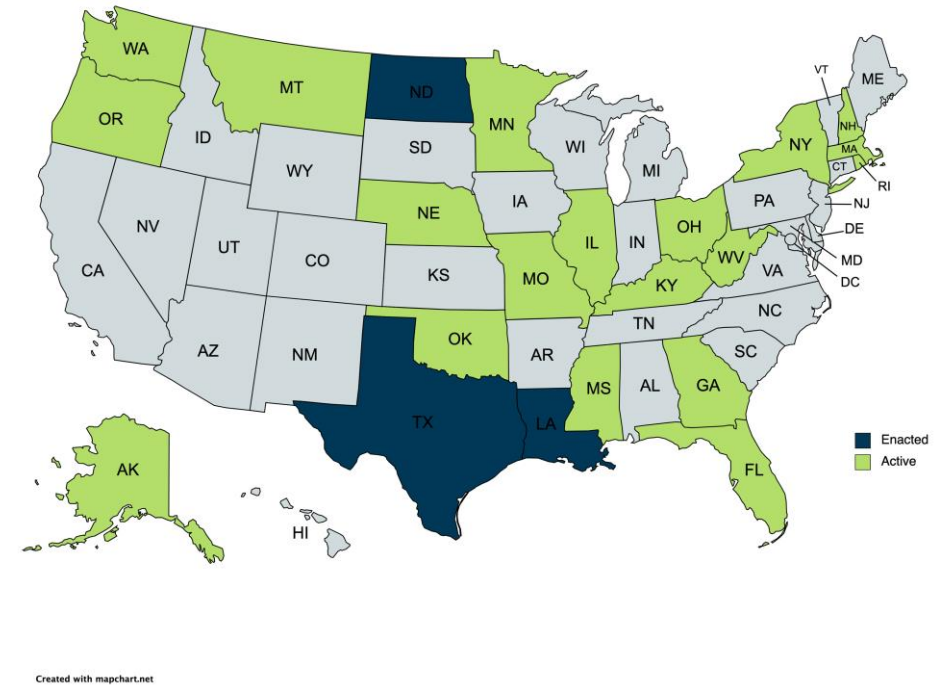 WA
MT
ND
MN
VT
ME
OR
ID
SD
WI
MI
NY
NH
MA
CT
RI
WY
IA
PA
NJ
NE
NV
UT
CO
IL
IN
OH
WV
DE
MD
DC
CA
KS
MO
KY
VA
NC
TN
AZ
NM
OK
AR
SC
MS
AL
GA
TX
LA
Enacted
Active
AK
FL
HI
Created with mapchart.net